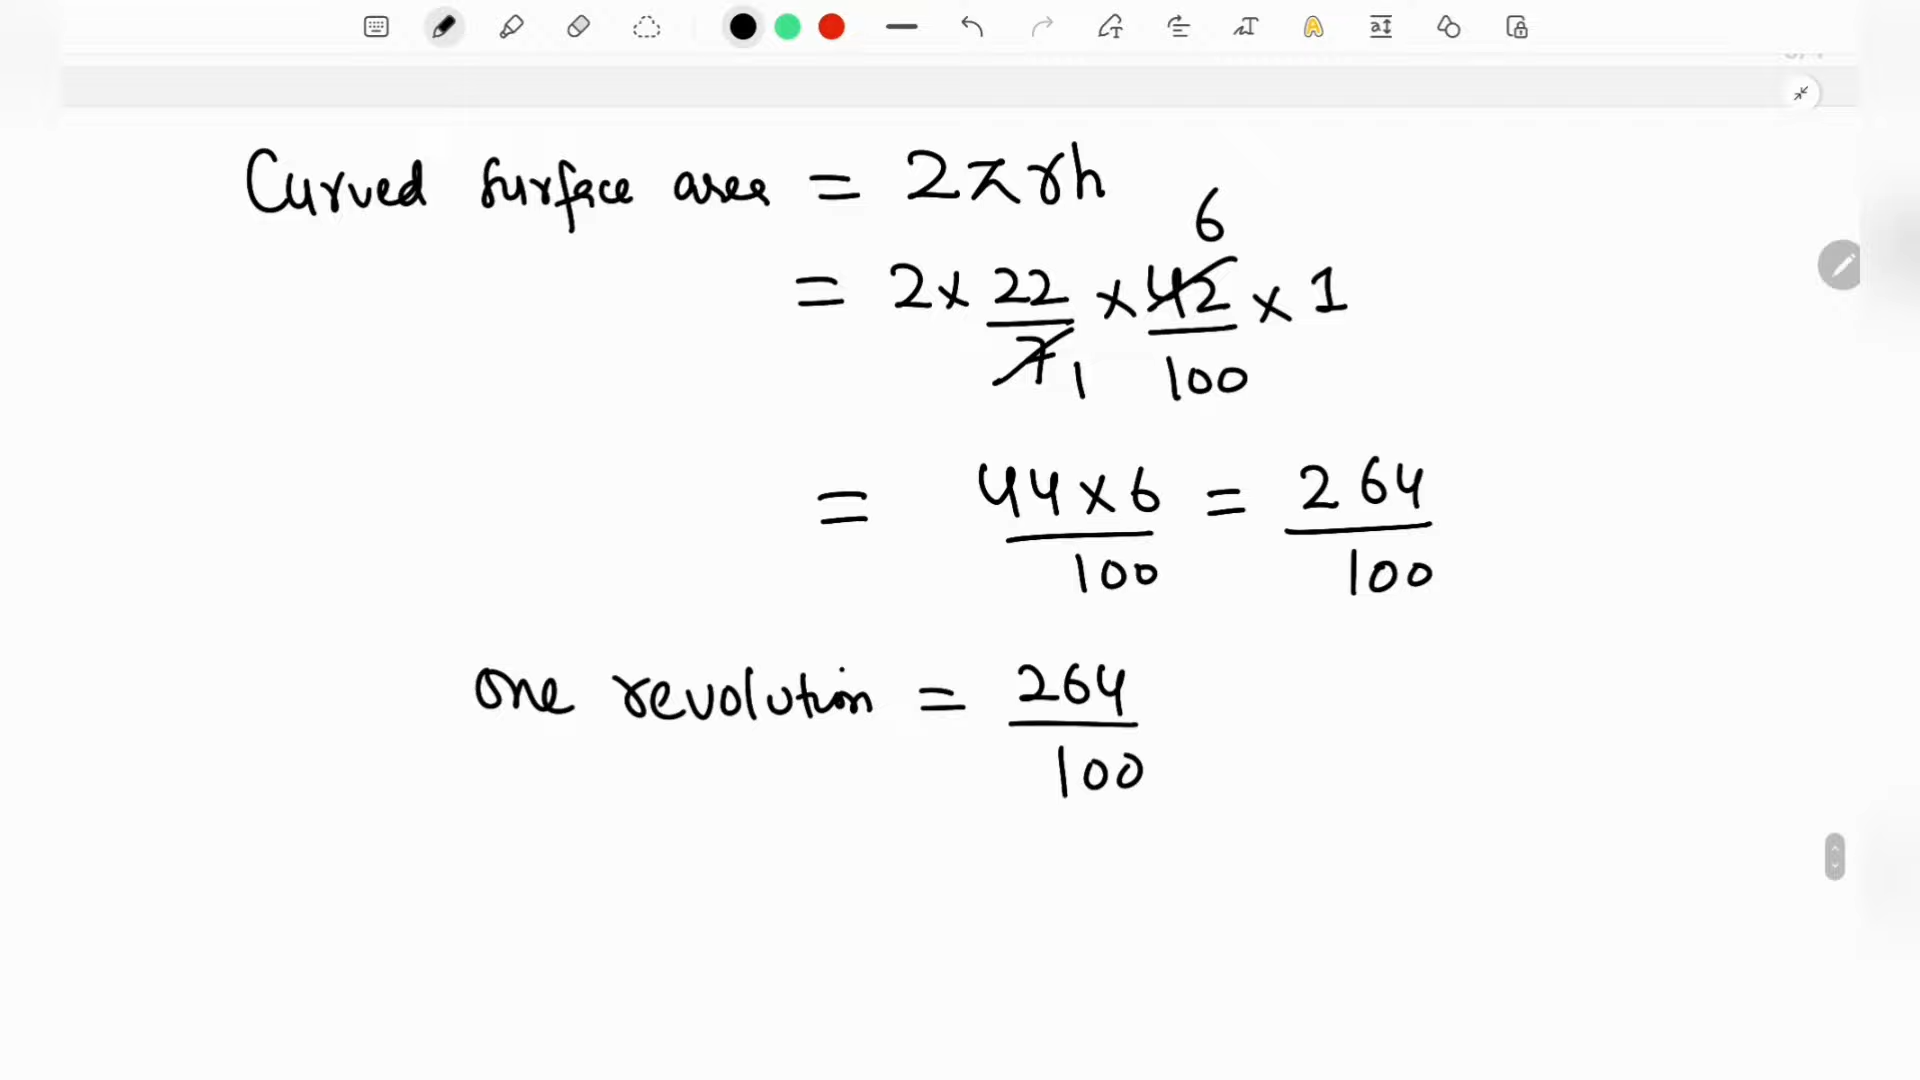 Curved surface area = 2πrh
= 2 × 22/7 1 × 42/100 6 × 1
= 44 × 6/100 = 264/100
One revolution = 264/100